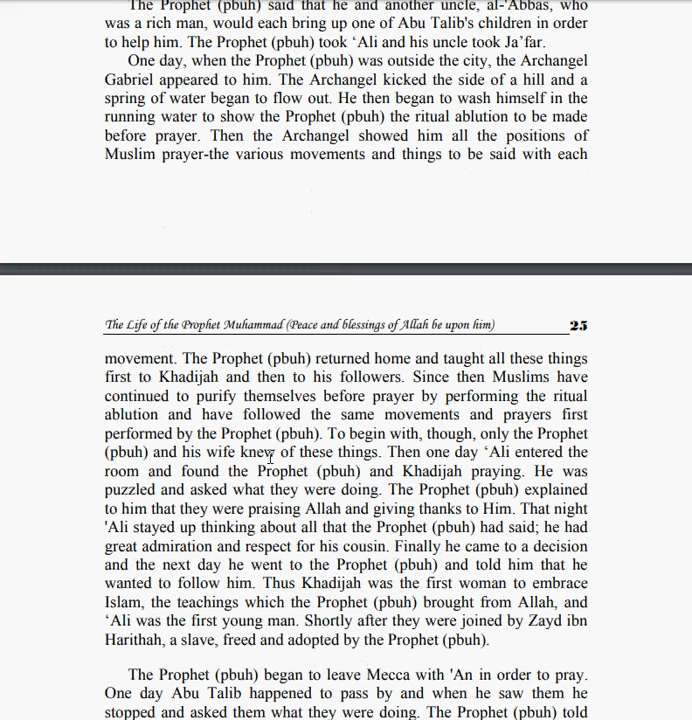 The Prophet (pbuh) said that he and another uncle, al-'Abbas, who
was a rich man, would each bring up one of Abu Talib's children in order
to help him. The Prophet (pbuh) took ‘Ali and his uncle took Ja’far.
One day, when the Prophet (pbuh) was outside the city, the Archangel
Gabriel appeared to him. The Archangel kicked the side of a hill and a
spring of water began to flow out. He then began to wash himself in the
running water to show the Prophet (pbuh) the ritual ablution to be made
before prayer. Then the Archangel showed him all the positions of
Muslim prayer-the various movements and things to be said with each
The Life of the Prophet Muhammad (Peace and blessings of Allah be upon him) 25
movement. The Prophet (pbuh) returned home and taught all these things
first to Khadijah and then to his followers. Since then Muslims have
continued to purify themselves before prayer by performing the ritual
ablution and have followed the same movements and prayers first
performed by the Prophet (pbuh). To begin with, though, only the Prophet
(pbuh) and his wife knew of these things. Then one day ‘Ali entered the
room and found the Prophet (pbuh) and Khadijah praying. He was
puzzled and asked what they were doing. The Prophet (pbuh) explained
to him that they were praising Allah and giving thanks to Him. That night
'Ali stayed up thinking about all that the Prophet (pbuh) had said; he had
great admiration and respect for his cousin. Finally he came to a decision
and the next day he went to the Prophet (pbuh) and told him that he
wanted to follow him. Thus Khadijah was the first woman to embrace
Islam, the teachings which the Prophet (pbuh) brought from Allah, and
‘Ali was the first young man. Shortly after they were joined by Zayd ibn
Harithah, a slave, freed and adopted by the Prophet (pbuh).
The Prophet (pbuh) began to leave Mecca with 'An in order to pray.
One day Abu Talib happened to pass by and when he saw them he
stopped and asked them what they were doing. The Prophet (pbuh) told